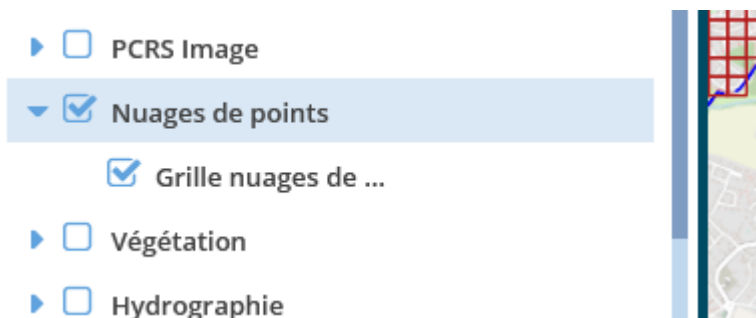 PCRS Image
Nuages de points
Grille nuages de ...
Végétation
Hydrographie